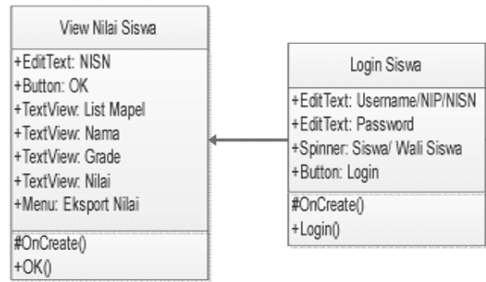 View Nilai Siswa
+EditText: NISN
+Button: OK
+TextView: List Mapel
+TextView: Nama
+TextView: Grade
+TextView: Nilai
+Menu: Eksport Nilai
#OnCreate()
+OK()
Login Siswa
+EditText: Username/NIP/NISN
+EditText: Password
+Spinner: Siswa/ Wali Siswa
+Button: Login
#OnCreate()
+Login()